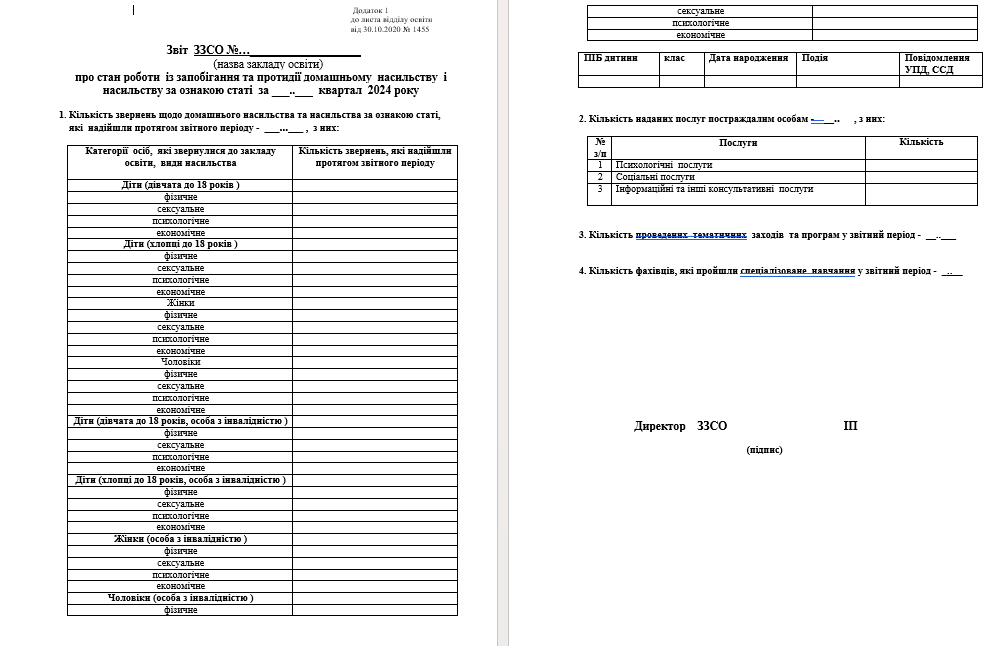 Додаток 1
до листа відділу освіти
від 30.10.2020 № 1455
Звіт ЗЗСО №…___________________
(назва закладу освіти)
про стан роботи із запобігання та протидії домашньому насильству і
насильству за ознакою статі за ___..___ квартал 2024 року
1. Кількість звернень щодо домашнього насильства та насильства за ознакою статі,
які надійшли протягом звітного періоду - ___...___ , з них:
Категорії осіб, які звернулися до закладу освіти, види насильства
Кількість звернень, які надійшли протягом звітного періоду
Діти (дівчата до 18 років )
фізичне
сексуальне
психологічне
економічне
Діти (хлопці до 18 років )
фізичне
сексуальне
психологічне
економічне
Жінки
фізичне
сексуальне
психологічне
економічне
Чоловіки
фізичне
сексуальне
психологічне
економічне
Діти (дівчата до 18 років, особа з інвалідністю )
фізичне
сексуальне
психологічне
економічне
Діти (хлопці до 18 років, особа з інвалідністю )
фізичне
сексуальне
психологічне
економічне
Жінки (особа з інвалідністю )
фізичне
сексуальне
психологічне
економічне
Чоловіки (особа з інвалідністю )
фізичне
сексуальне
психологічне
економічне
ПІБ дитини клас Дата народження Подія Повідомлення
УПД, ССД
2. Кількість наданих послуг постраждалим особам -___.. , з них:
№ Послуги Кількість
з/п
1 Психологічні послуги
2 Соціальні послуги
3 Інформаційні та інші консультативні послуги
3. Кількість проведених тематичних заходів та програм у звітний період - __..___
4. Кількість фахівців, які пройшли спеціалізоване навчання у звітний період - _..__
Директор ЗЗСО ІП
(підпис)